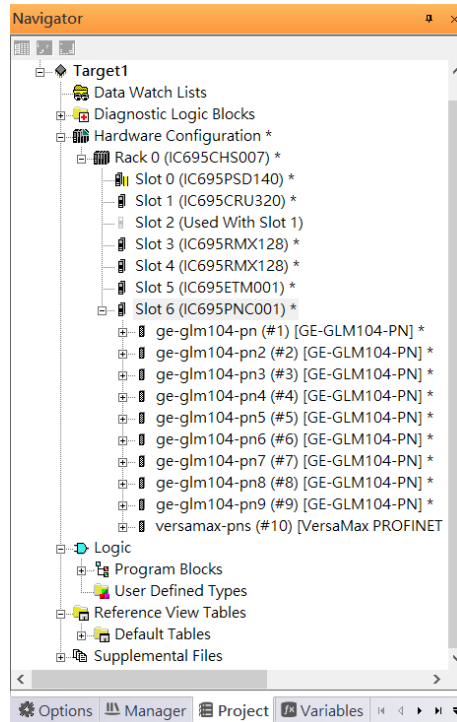 Navigator
Target1
Data Watch Lists
Diagnostic Logic Blocks
Hardware Configuration *
Rack 0 (IC695CHS007) *
Slot 0 (IC695PSD140) *
Slot 1 (IC695CRU320) *
Slot 2 (Used With Slot 1)
Slot 3 (IC695RMX128) *
Slot 4 (IC695RMX128) *
Slot 5 (IC695ETM001) *
Slot 6 (IC695PNC001) *
ge-glm104-pn (#1) [GE-GLM104-PN] *
ge-glm104-pn2 (#2) [GE-GLM104-PN] *
ge-glm104-pn3 (#3) [GE-GLM104-PN] *
ge-glm104-pn4 (#4) [GE-GLM104-PN] *
ge-glm104-pn5 (#5) [GE-GLM104-PN] *
ge-glm104-pn6 (#6) [GE-GLM104-PN] *
ge-glm104-pn7 (#7) [GE-GLM104-PN] *
ge-glm104-pn8 (#8) [GE-GLM104-PN] *
ge-glm104-pn9 (#9) [GE-GLM104-PN] *
versamax-pns (#10) [VersaMax PROFINET
Logic
Program Blocks
User Defined Types
Reference View Tables
Default Tables
Supplemental Files
Options Manager Project Variables